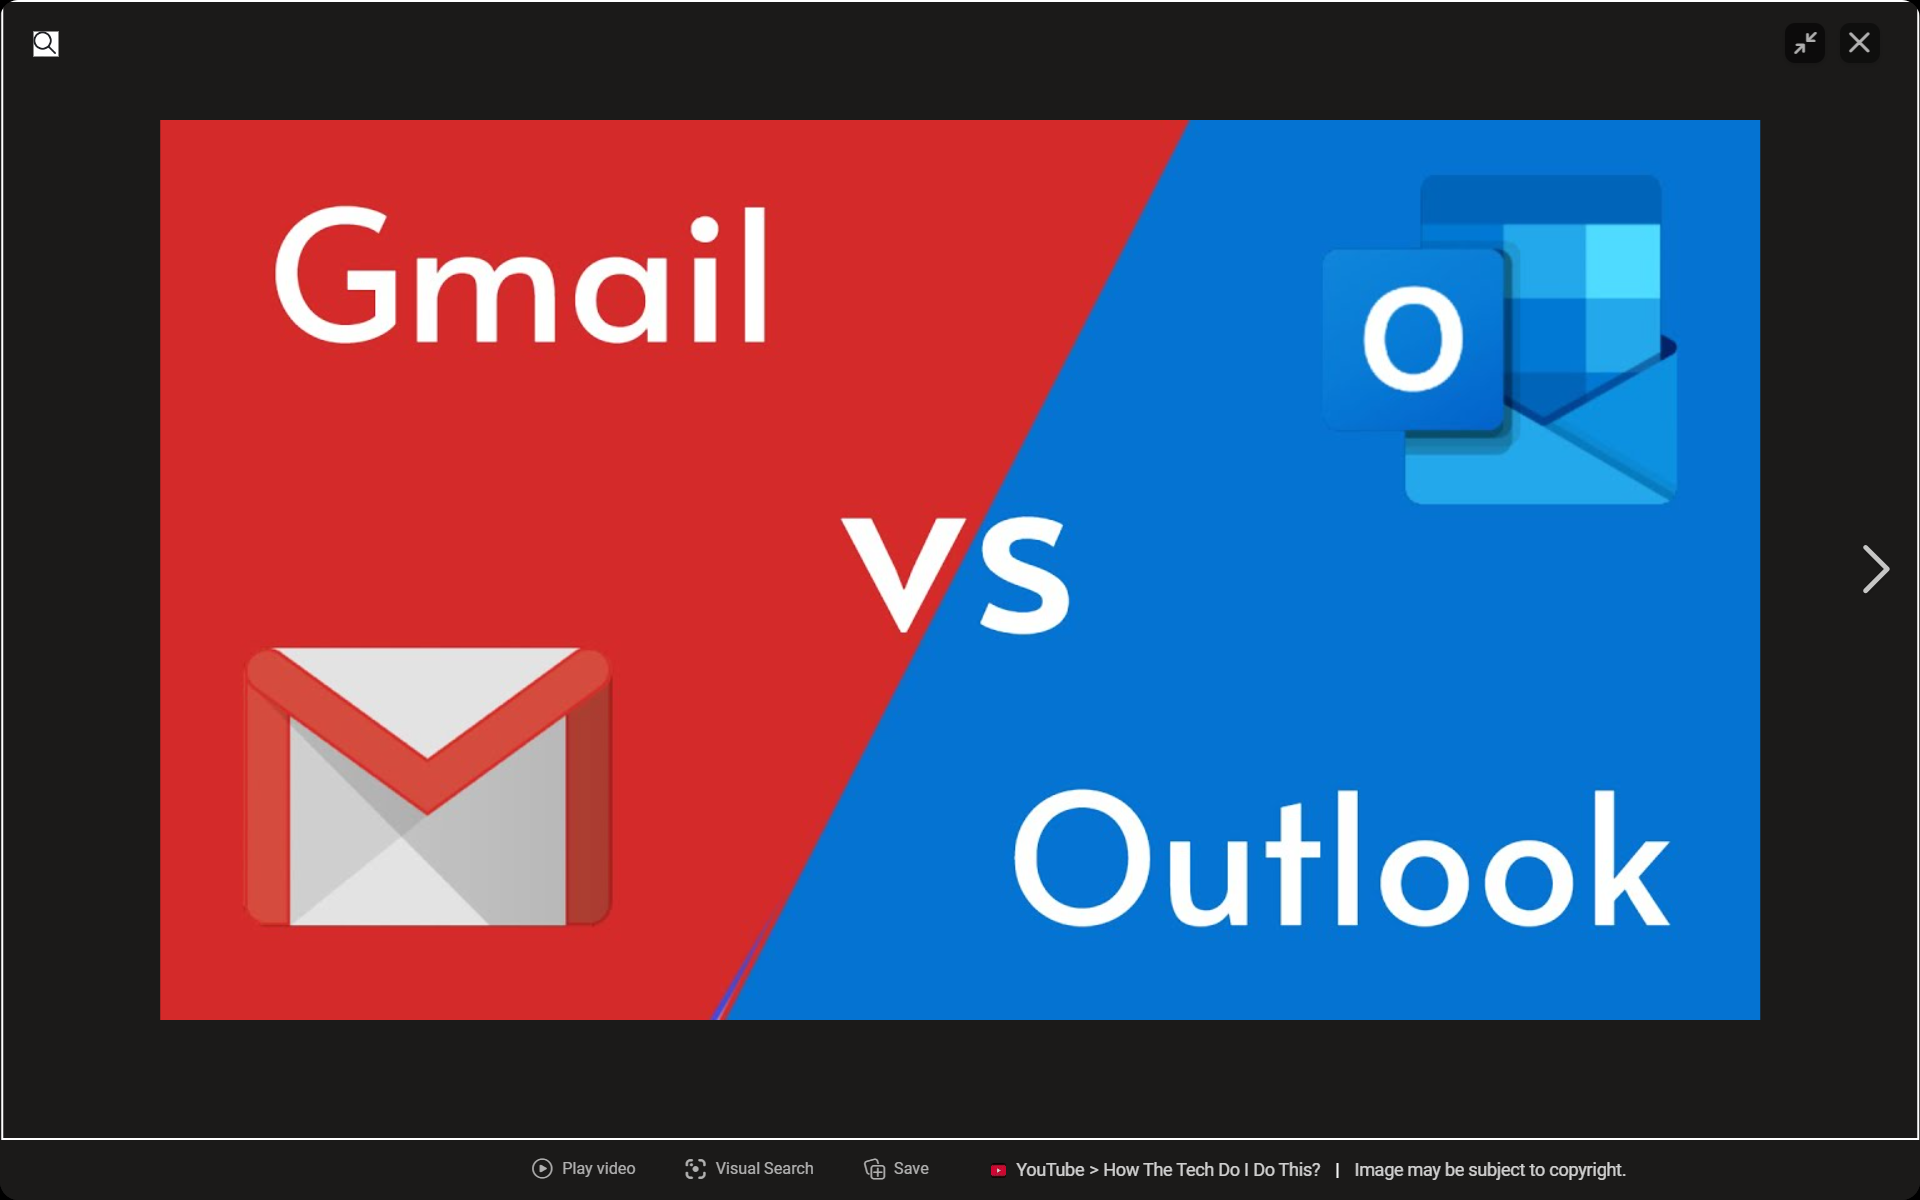 Gmail
O
vs
Outlook
Play video
Visual Search
Save
YouTube > How The Tech Do I Do This? | Image may be subject to copyright.